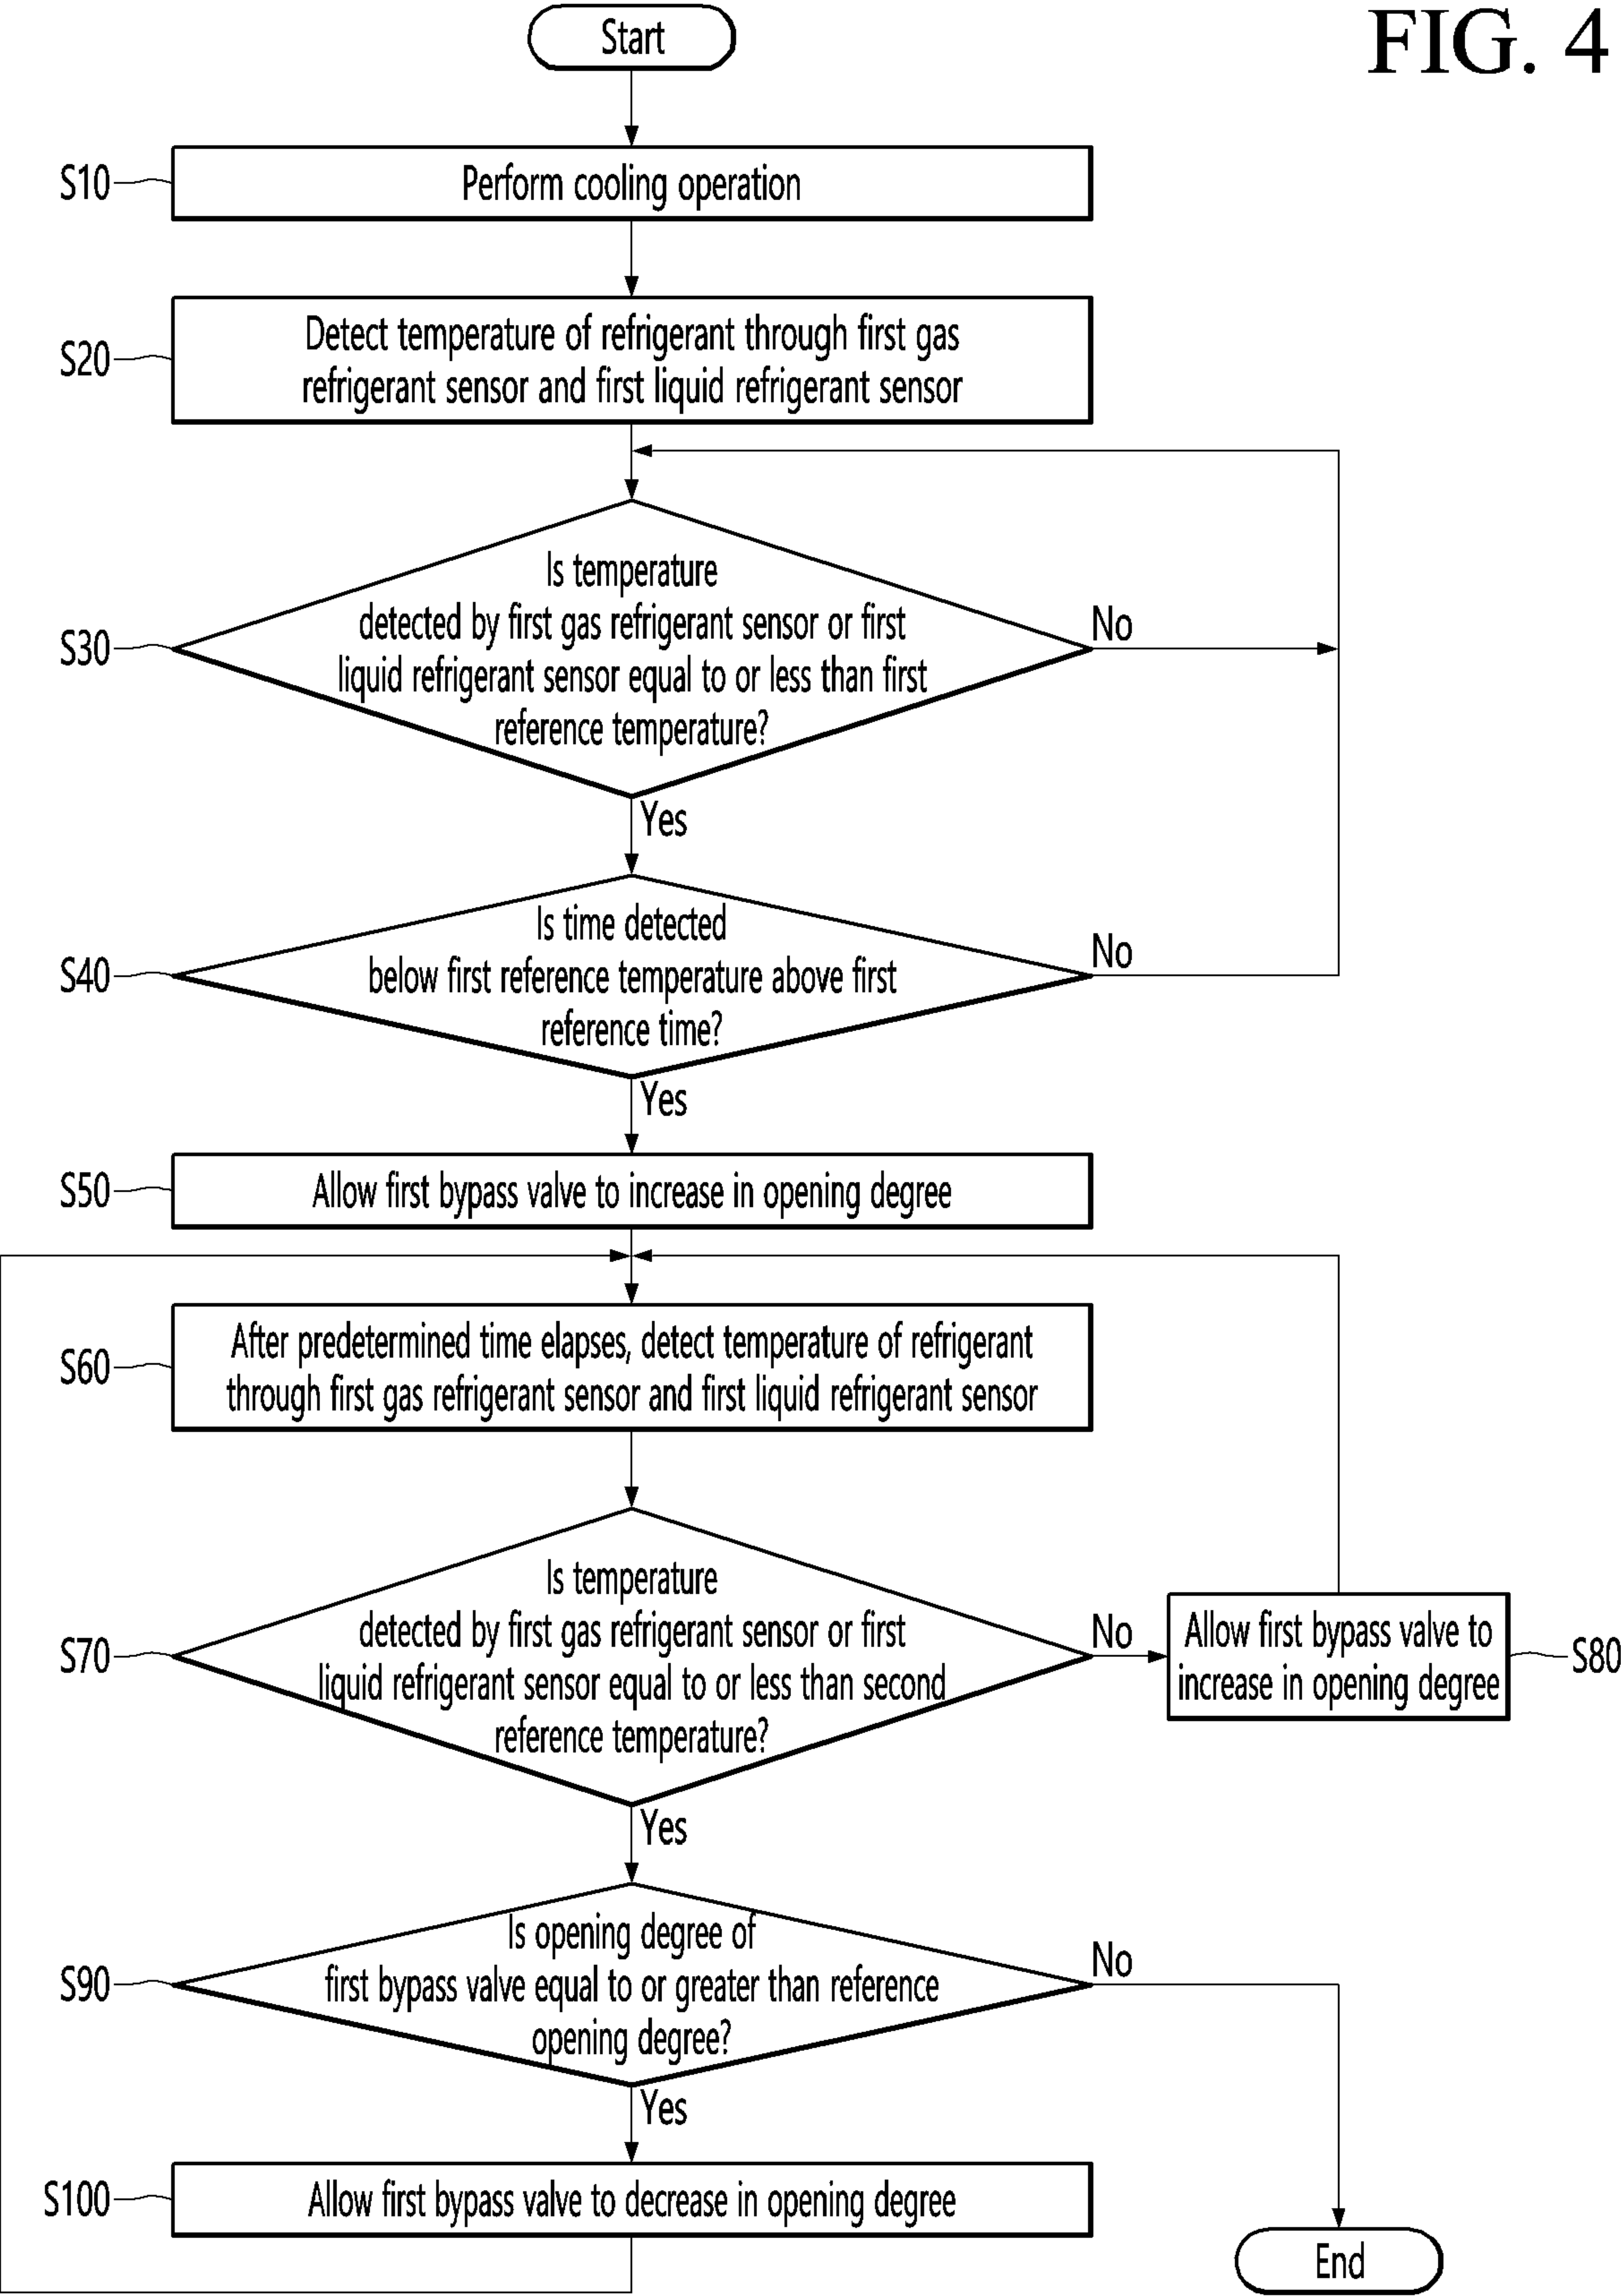 FIG. 4
Start
S10
Perform cooling operation
S20
Detect temperature of refrigerant through first gas
refrigerant sensor and first liquid refrigerant sensor
S30
Is temperature
detected by first gas refrigerant sensor or first
liquid refrigerant sensor equal to or less than first
reference temperature?
No
Yes
S40
Is time detected
below first reference temperature above first
reference time?
No
Yes
S50
Allow first bypass valve to increase in opening degree
S60
After predetermined time elapses, detect temperature of refrigerant
through first gas refrigerant sensor and first liquid refrigerant sensor
S70
Is temperature
detected by first gas refrigerant sensor or first
liquid refrigerant sensor equal to or less than second
reference temperature?
No
Allow first bypass valve to
increase in opening degree
S80
Yes
S90
Is opening degree of
first bypass valve equal to or greater than reference
opening degree?
No
Yes
S100
Allow first bypass valve to decrease in opening degree
End